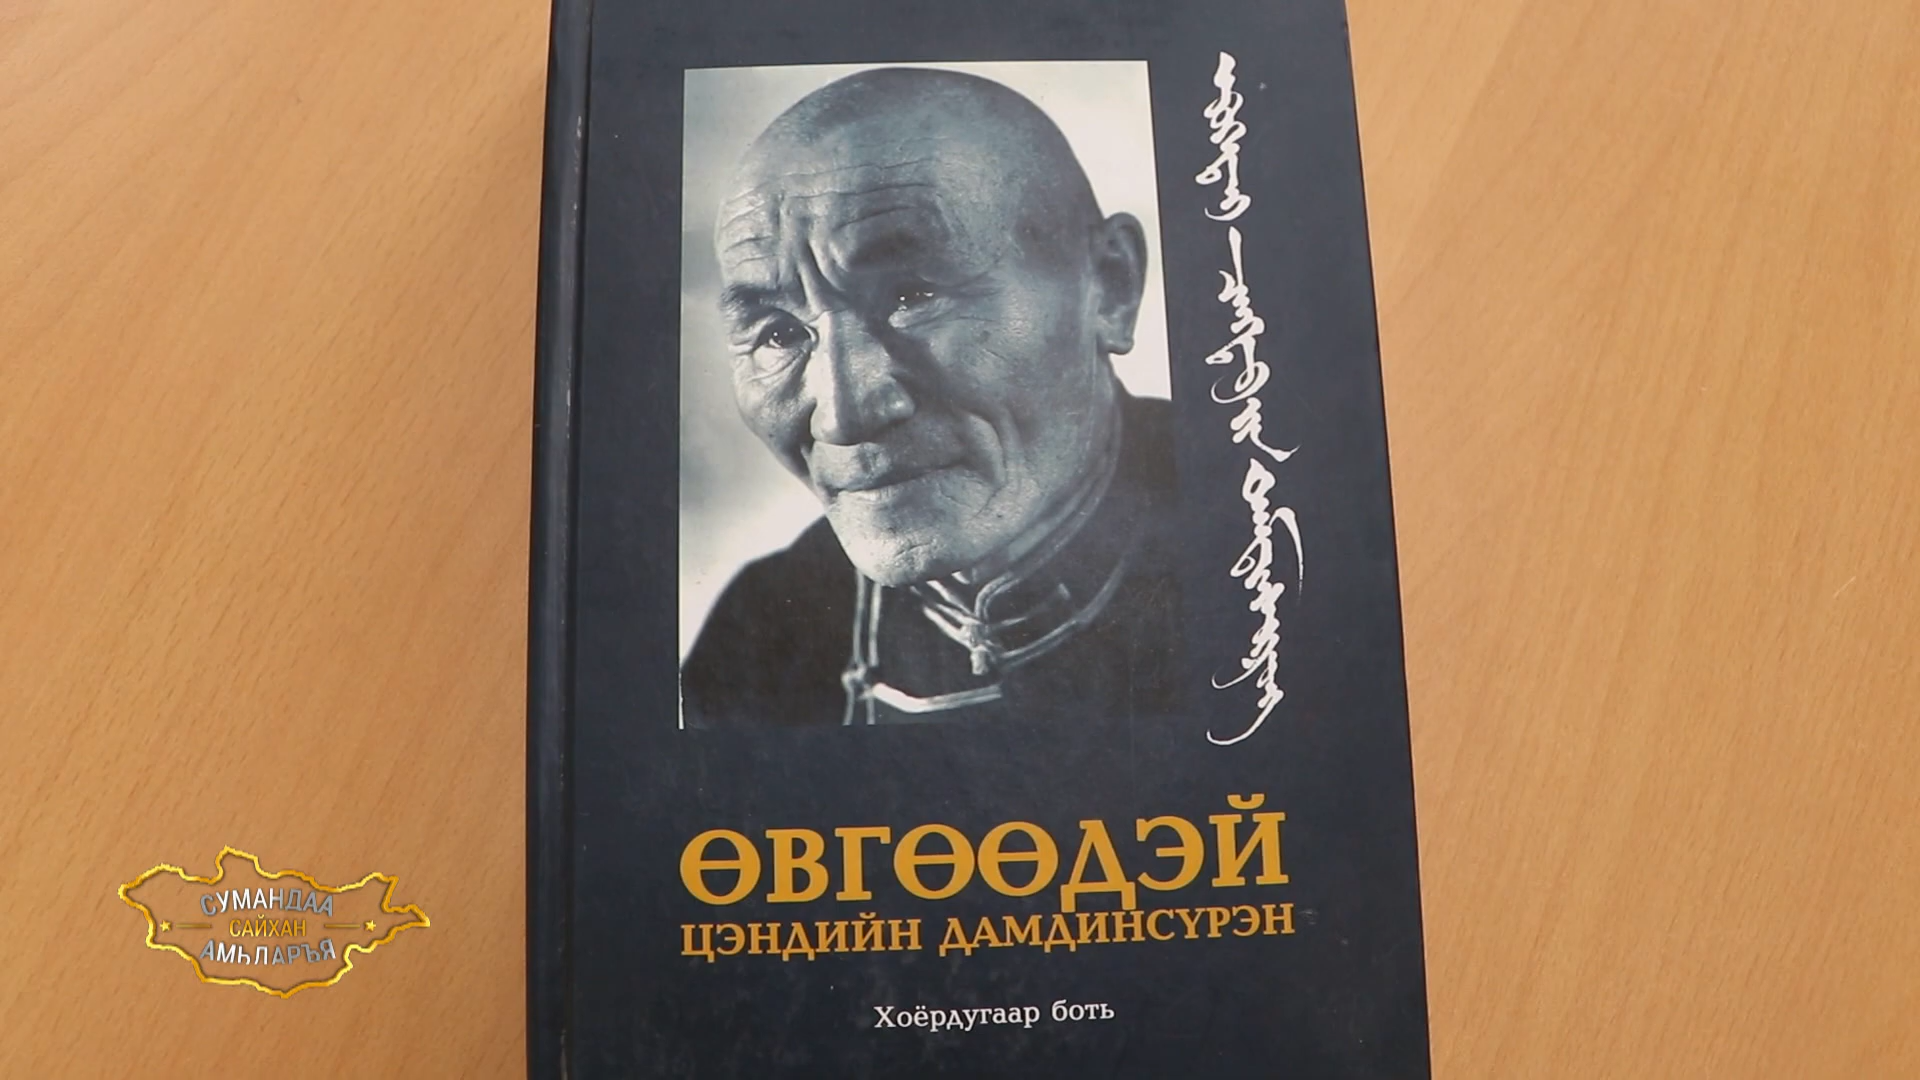 ӨВГӨӨДЭЙ
ЦЭНДИЙН ДАМДИНСҮРЭН
Хоёрдугаар боть
СУМАНДАА
САЙХАН
АМЬДАРЪЯ